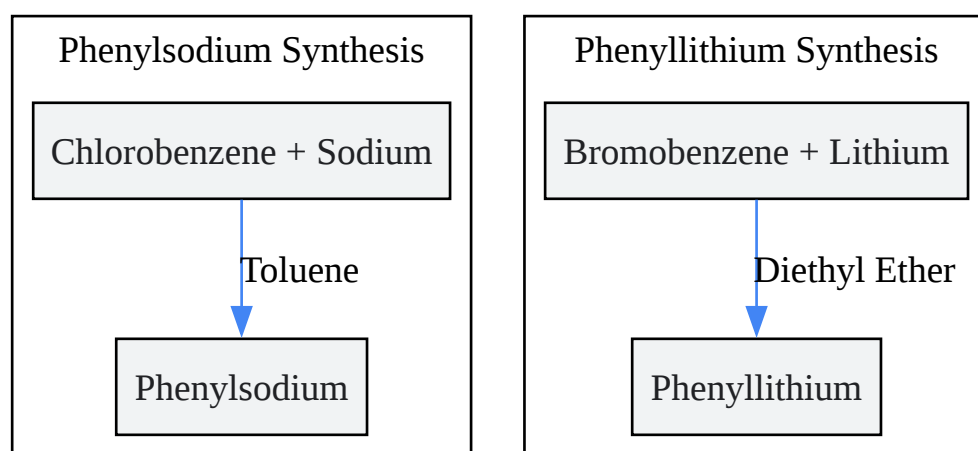 Phenylsodium Synthesis
Chlorobenzene + Sodium
Toluene
Phenylsodium
Phenyllithium Synthesis
Bromobenzene + Lithium
Diethyl Ether
Phenyllithium